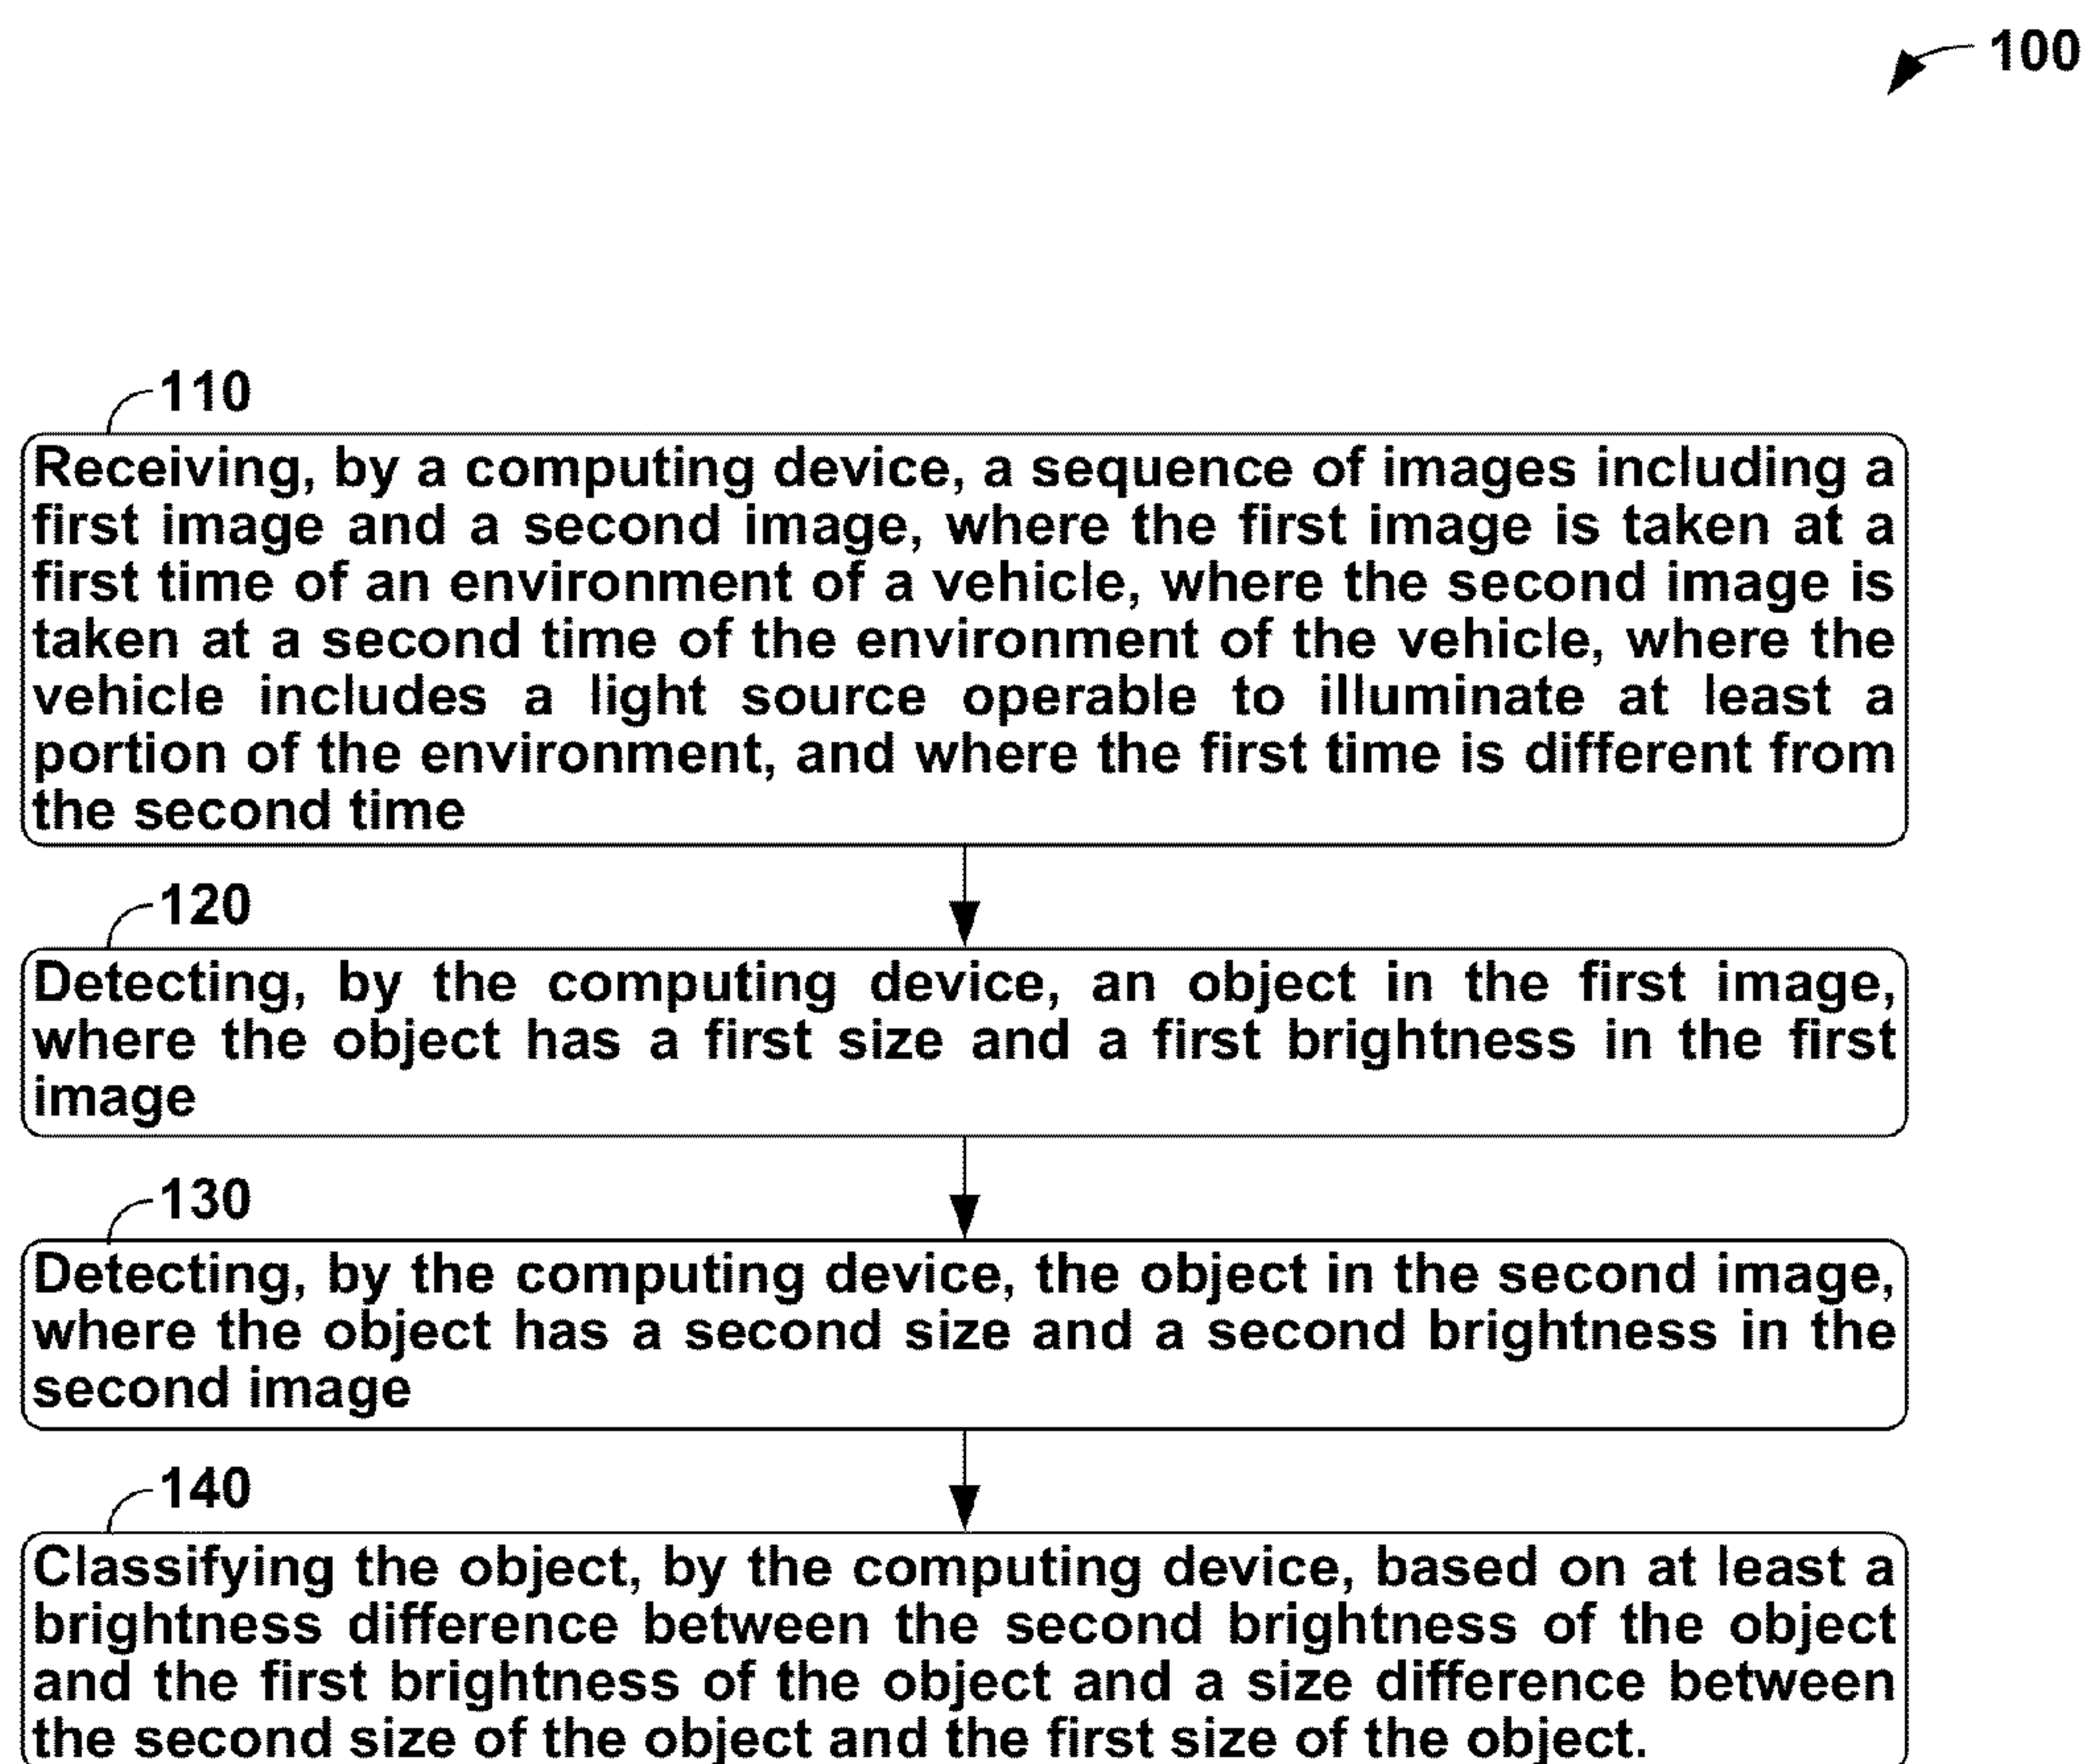 100
110
Receiving, by a computing device, a sequence of images including a
first image and a second image, where the first image is taken at a
first time of an environment of a vehicle, where the second image is
taken at a second time of the environment of the vehicle, where the
vehicle includes a light source operable to illuminate at least a
portion of the environment, and where the first time is different from
the second time
120
Detecting, by the computing device, an object in the first image,
where the object has a first size and a first brightness in the first
image
130
Detecting, by the computing device, the object in the second image,
where the object has a second size and a second brightness in the
second image
140
Classifying the object, by the computing device, based on at least a
brightness difference between the second brightness of the object
and the first brightness of the object and a size difference between
the second size of the object and the first size of the object.